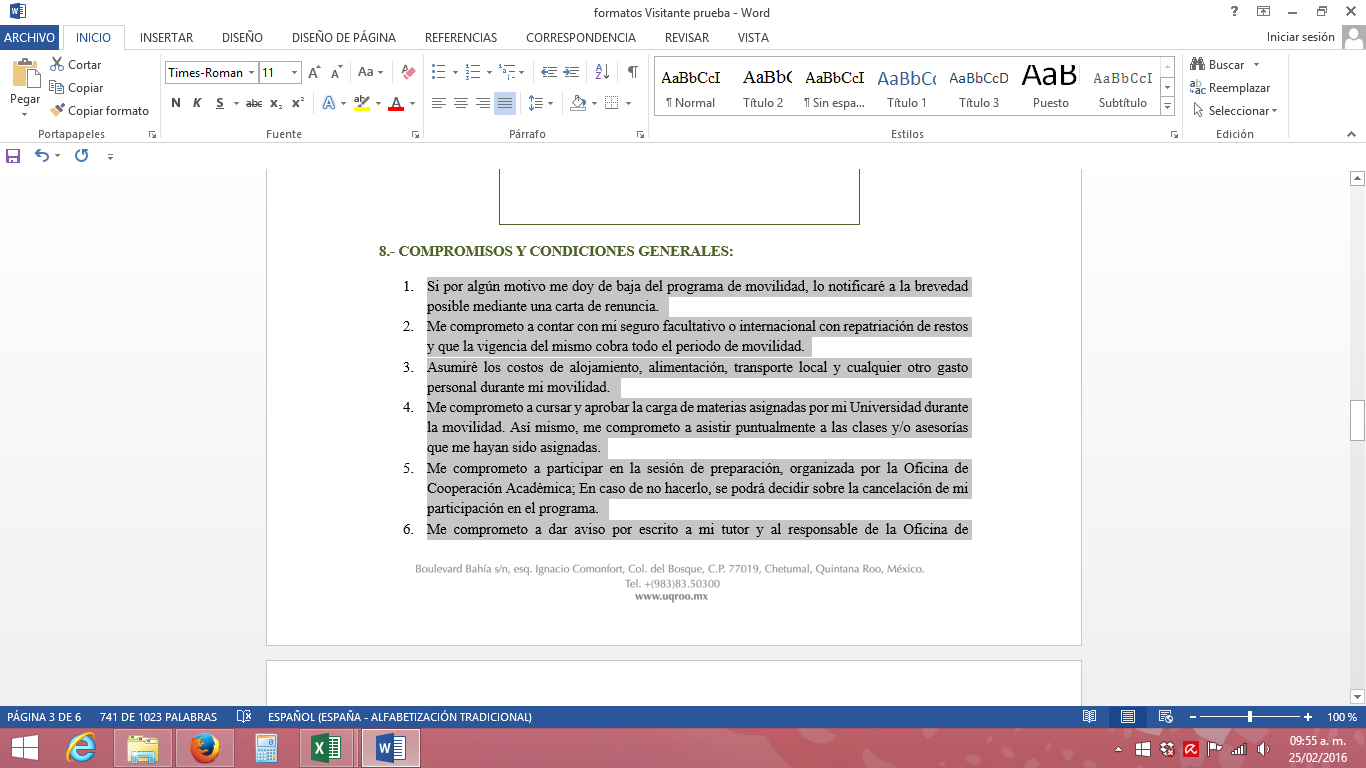 formatos Visitante prueba - Word
ARCHIVO INICIO INSERTAR DISEÑO DISEÑO DE PÁGINA REFERENCIAS CORRESPONDENCIA REVISAR VISTA Iniciar sesión
Pegar
Cortar
Copiar
Copiar formato
Portapapeles
Times-Roman 11
Aa
N K S abc x₂ x²
Fuente
Párrafo
AaBbCcI AaBbC AaBbCcI AaBbCc AaBbCcD AaB AaBbCcI
¶ Normal Título 2 ¶ Sin espa... Título 1 Título 3 Puesto Subtítulo
Estilos
Buscar
Reemplazar
Seleccionar
Edición
8.- COMPROMISOS Y CONDICIONES GENERALES:
1. Si por algún motivo me doy de baja del programa de movilidad, lo notificaré a la brevedad
posible mediante una carta de renuncia.
2. Me comprometo a contar con mi seguro facultativo o internacional con repatriación de restos
y que la vigencia del mismo cobra todo el periodo de movilidad.
3. Asumiré los costos de alojamiento, alimentación, transporte local y cualquier otro gasto
personal durante mi movilidad.
4. Me comprometo a cursar y aprobar la carga de materias asignadas por mi Universidad durante
la movilidad. Así mismo, me comprometo a asistir puntualmente a las clases y/o asesorías
que me hayan sido asignadas.
5. Me comprometo a participar en la sesión de preparación, organizada por la Oficina de
Cooperación Académica; En caso de no hacerlo, se podrá decidir sobre la cancelación de mi
participación en el programa.
6. Me comprometo a dar aviso por escrito a mi tutor y al responsable de la Oficina de
Boulevard Bahía s/n, esq. Ignacio Comonfort, Col. del Bosque, C.P. 77019, Chetumal, Quintana Roo, México.
Tel. +(983)83.50300
www.uqroo.mx
PÁGINA 3 DE 6 741 DE 1023 PALABRAS ESPAÑOL (ESPAÑA - ALFABETIZACIÓN TRADICIONAL) 100 %
09:55 a. m.
25/02/2016